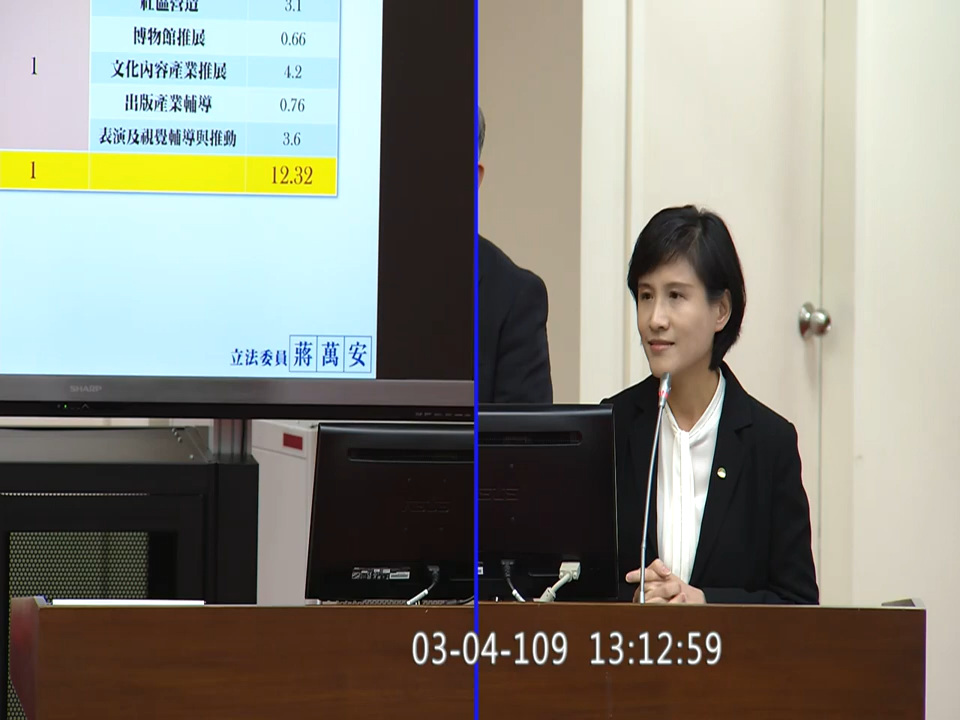 社區營造 3.1
博物館推展 0.66
1 文化內容產業推展 4.2
出版產業輔導 0.76
表演及視覺輔導與推動 3.6
1 12.32
立法委員 蔣萬安
SHARP
ASUS
03-04-109 13:12:59